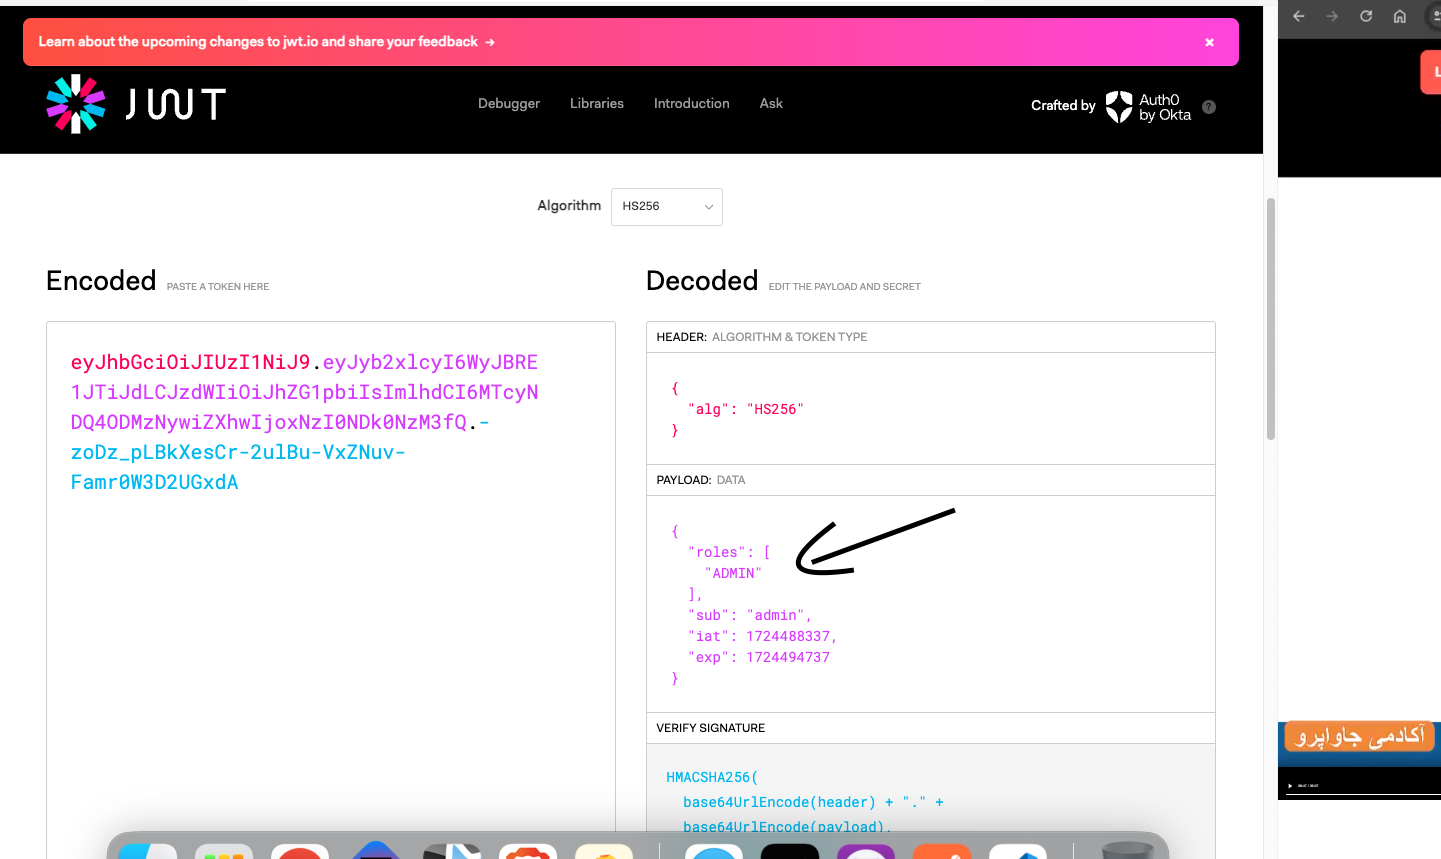 Learn about the upcoming changes to jwt.io and share your feedback →
×
JWT
Debugger
Libraries
Introduction
Ask
Crafted by
Auth0
by Okta
?
Algorithm
HS256
Encoded
PASTE A TOKEN HERE
eyJhbGciOiJIUzI1NiJ9.eyJyb2xlcyI6WyJBRE
1JTiJdLCJzdWIiOiJhZG1pbiIsImlhdCI6MTcyN
DQ4ODMzNywiZXhwIjoxNzI0NDk0NzM3fQ.-
zoDz_pLBkXesCr-2ulBu-VxZNuv-
Famr0W3D2UGxdA
Decoded
EDIT THE PAYLOAD AND SECRET
HEADER: ALGORITHM & TOKEN TYPE
{
"alg": "HS256"
}
PAYLOAD: DATA
{
"roles": [
"ADMIN"
],
"sub": "admin",
"iat": 1724488337,
"exp": 1724494737
}
VERIFY SIGNATURE
HMACSHA256(
base64UrlEncode(header) + "." +
base64UrlEncode(payload),
L
آکادمی جاواپرو